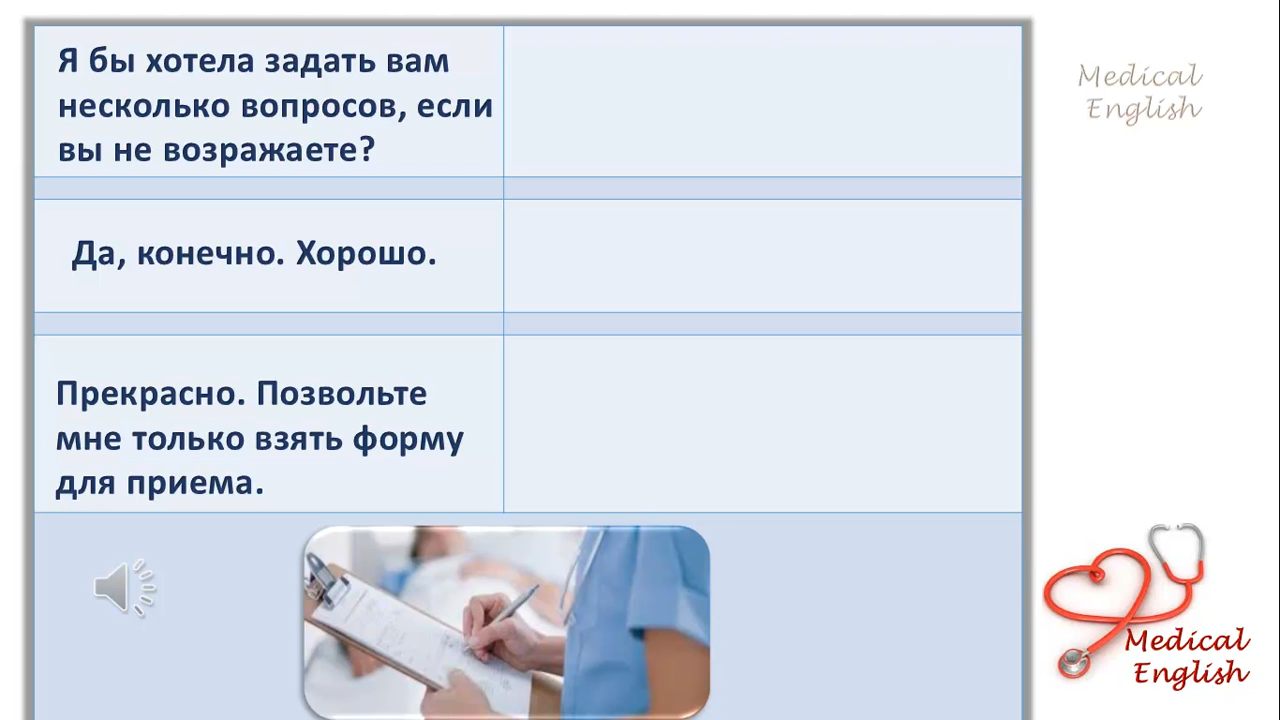 Я бы хотела задать вам
несколько вопросов, если
вы не возражаете?
Да, конечно. Хорошо.
Прекрасно. Позвольте
мне только взять форму
для приема.
Medical
English
Medical
English